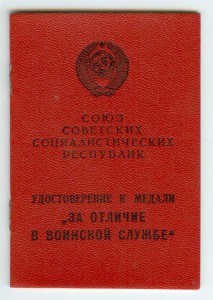 СОЮЗ
СОВЕТСКИХ
СОЦИАЛИСТИЧЕСКИХ
РЕСПУБЛИК
УДОСТОВЕРЕНИЕ К МЕДАЛИ
„ЗА ОТЛИЧИЕ
В ВОИНСКОЙ СЛУЖБЕ“